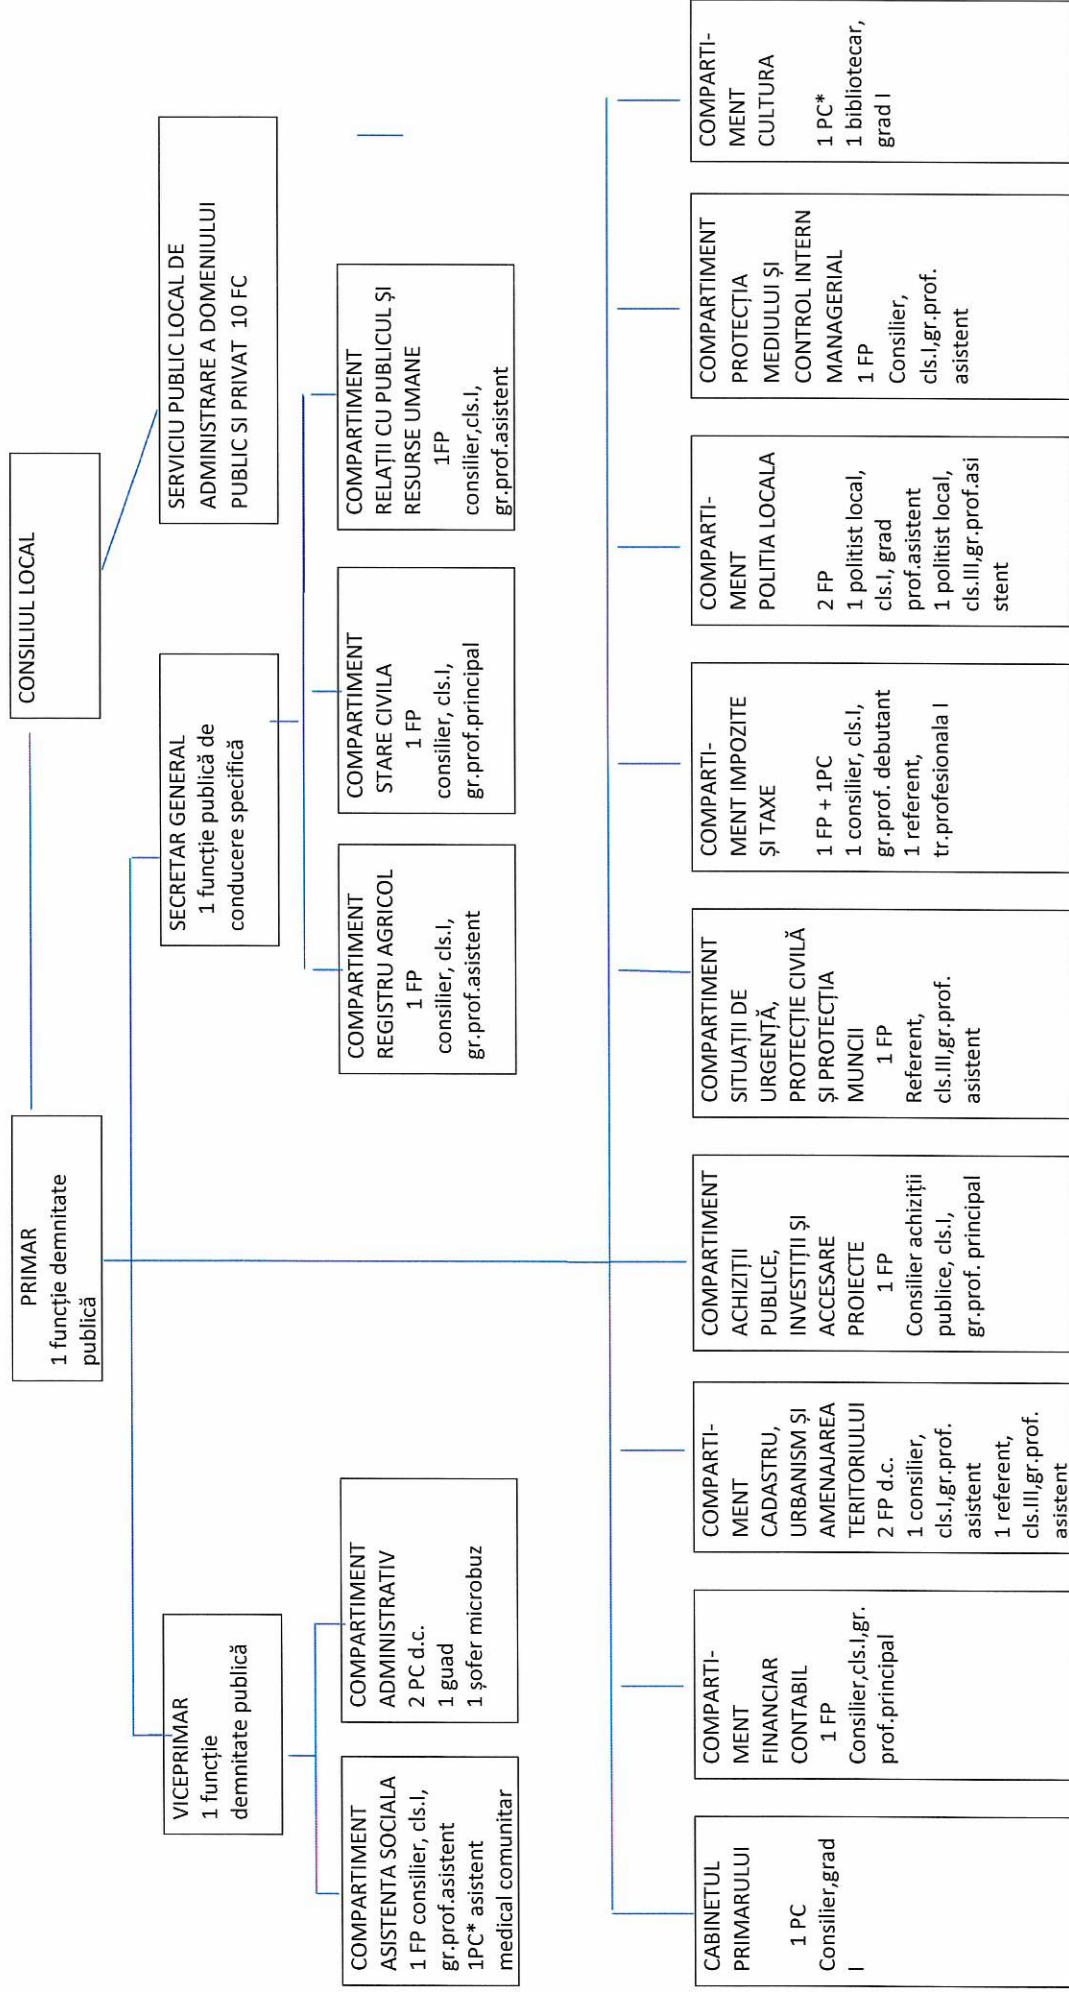 PRIMAR
1 funcție demnitate
publică
CONSILIUL LOCAL
VICEPRIMAR
1 funcție
demnitate publică
SECRETAR GENERAL
1 funcție publică de
conducere specifică
SERVICIU PUBLIC LOCAL DE
ADMINISTRARE A DOMENIULUI
PUBLIC SI PRIVAT 10 FC
COMPARTIMENT
ASISTENTA SOCIALA
1 FP consilier, cls.I,
gr.prof.asistent
1PC* asistent
medical comunitar
COMPARTIMENT
ADMINISTRATIV
2 PC d.c.
1 guad
1 șofer microbuz
COMPARTIMENT
REGISTRU AGRICOL
1 FP
consilier, cls.I,
gr.prof.asistent
COMPARTIMENT
STARE CIVILA
1 FP
consilier, cls.I,
gr.prof.principal
COMPARTIMENT
RELAȚII CU PUBLICUL ȘI
RESURSE UMANE
1FP
consilier,cls.I,
gr.prof.asistent
CABINETUL
PRIMARULUI
1 PC
Consilier,grad
I
COMPARTI-
MENT
FINANCIAR
CONTABIL
1 FP
Consilier,cls.I,gr.
prof.principal
COMPARTI-
MENT
CADASTRU,
URBANISM ȘI
AMENAJAREA
TERITORIULUI
2 FP d.c.
1 consilier,
cls.I,gr.prof.
asistent
1 referent,
cls.III,gr.prof.
asistent
COMPARTIMENT
ACHIZIȚII
PUBLICE,
INVESTIȚII ȘI
ACCESARE
PROIECTE
1 FP
Consilier achiziții
publice, cls.I,
gr.prof. principal
COMPARTIMENT
SITUAȚII DE
URGENȚĂ,
PROTECȚIE CIVILĂ
ȘI PROTECȚIA
MUNCII
1 FP
Referent,
cls.III,gr.prof.
asistent
COMPARTI-
MENT IMPOZITE
ȘI TAXE
1 FP + 1PC
1 consilier, cls.I,
gr.prof. debutant
1 referent,
tr.profesionala I
COMPARTI-
MENT
POLITIA LOCALA
2 FP
1 politist local,
cls.I, grad
prof.asistent
1 politist local,
cls.III,gr.prof.asi
stent
COMPARTIMENT
PROTECȚIA
MEDIULUI ȘI
CONTROL INTERN
MANAGERIAL
1 FP
Consilier,
cls.I,gr.prof.
asistent
COMPARTI-
MENT
CULTURA
1 PC*
1 bibliotecar,
grad I